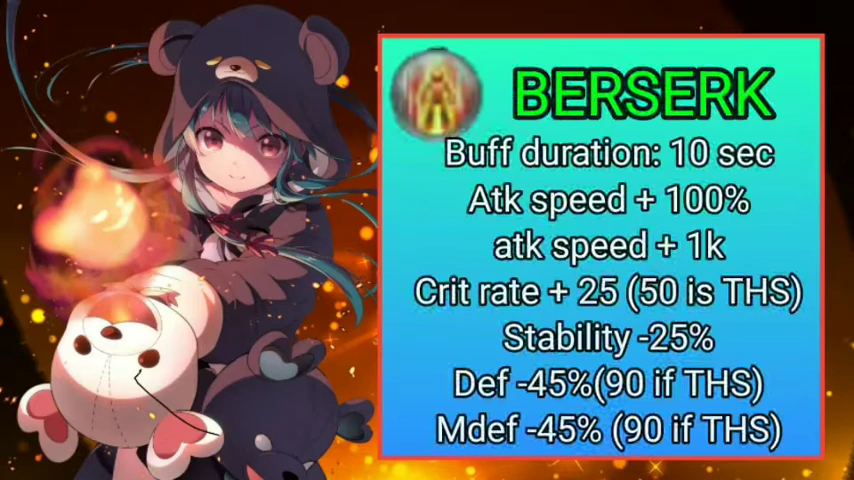 BERSERK
Buff duration: 10 sec
Atk speed + 100%
atk speed + 1k
Crit rate + 25 (50 is THS)
Stability -25%
Def -45%(90 if THS)
Mdef -45% (90 if THS)